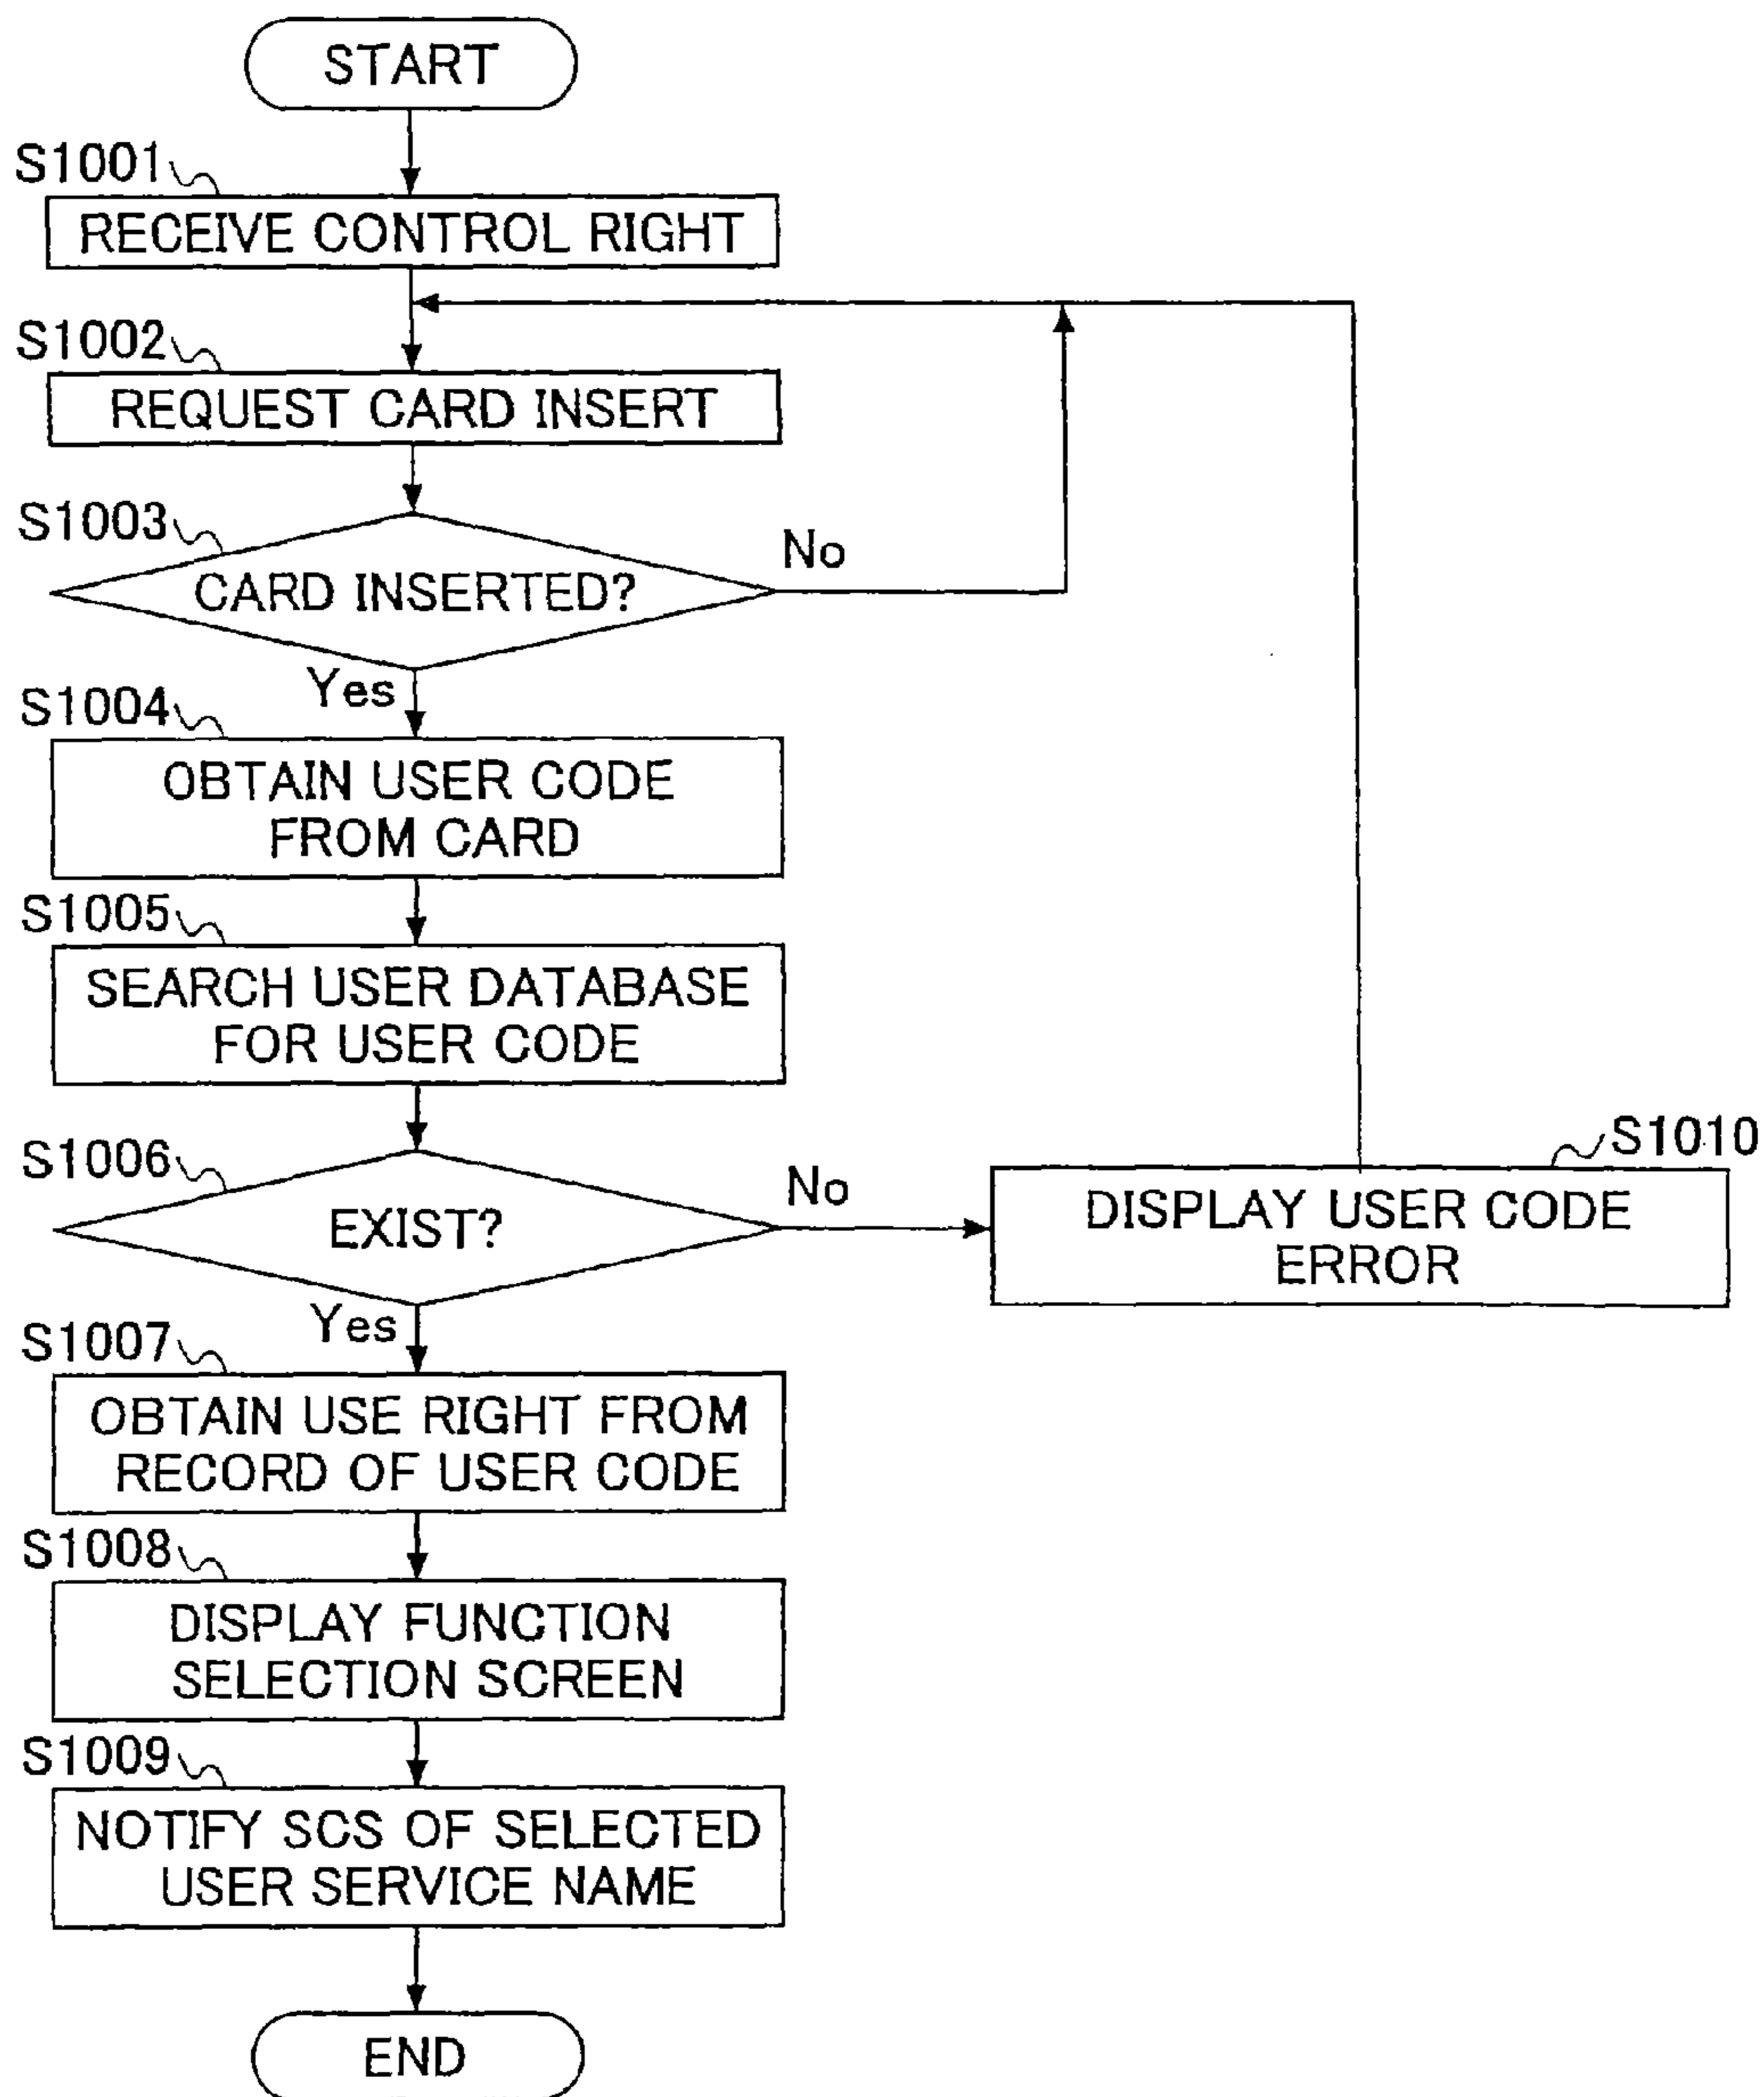 START
S1001
RECEIVE CONTROL RIGHT
S1002
REQUEST CARD INSERT
S1003
CARD INSERTED?
No
Yes
S1004
OBTAIN USER CODE
FROM CARD
S1005
SEARCH USER DATABASE
FOR USER CODE
S1006
EXIST?
No
S1010
DISPLAY USER CODE
ERROR
Yes
S1007
OBTAIN USE RIGHT FROM
RECORD OF USER CODE
S1008
DISPLAY FUNCTION
SELECTION SCREEN
S1009
NOTIFY SCS OF SELECTED
USER SERVICE NAME
END